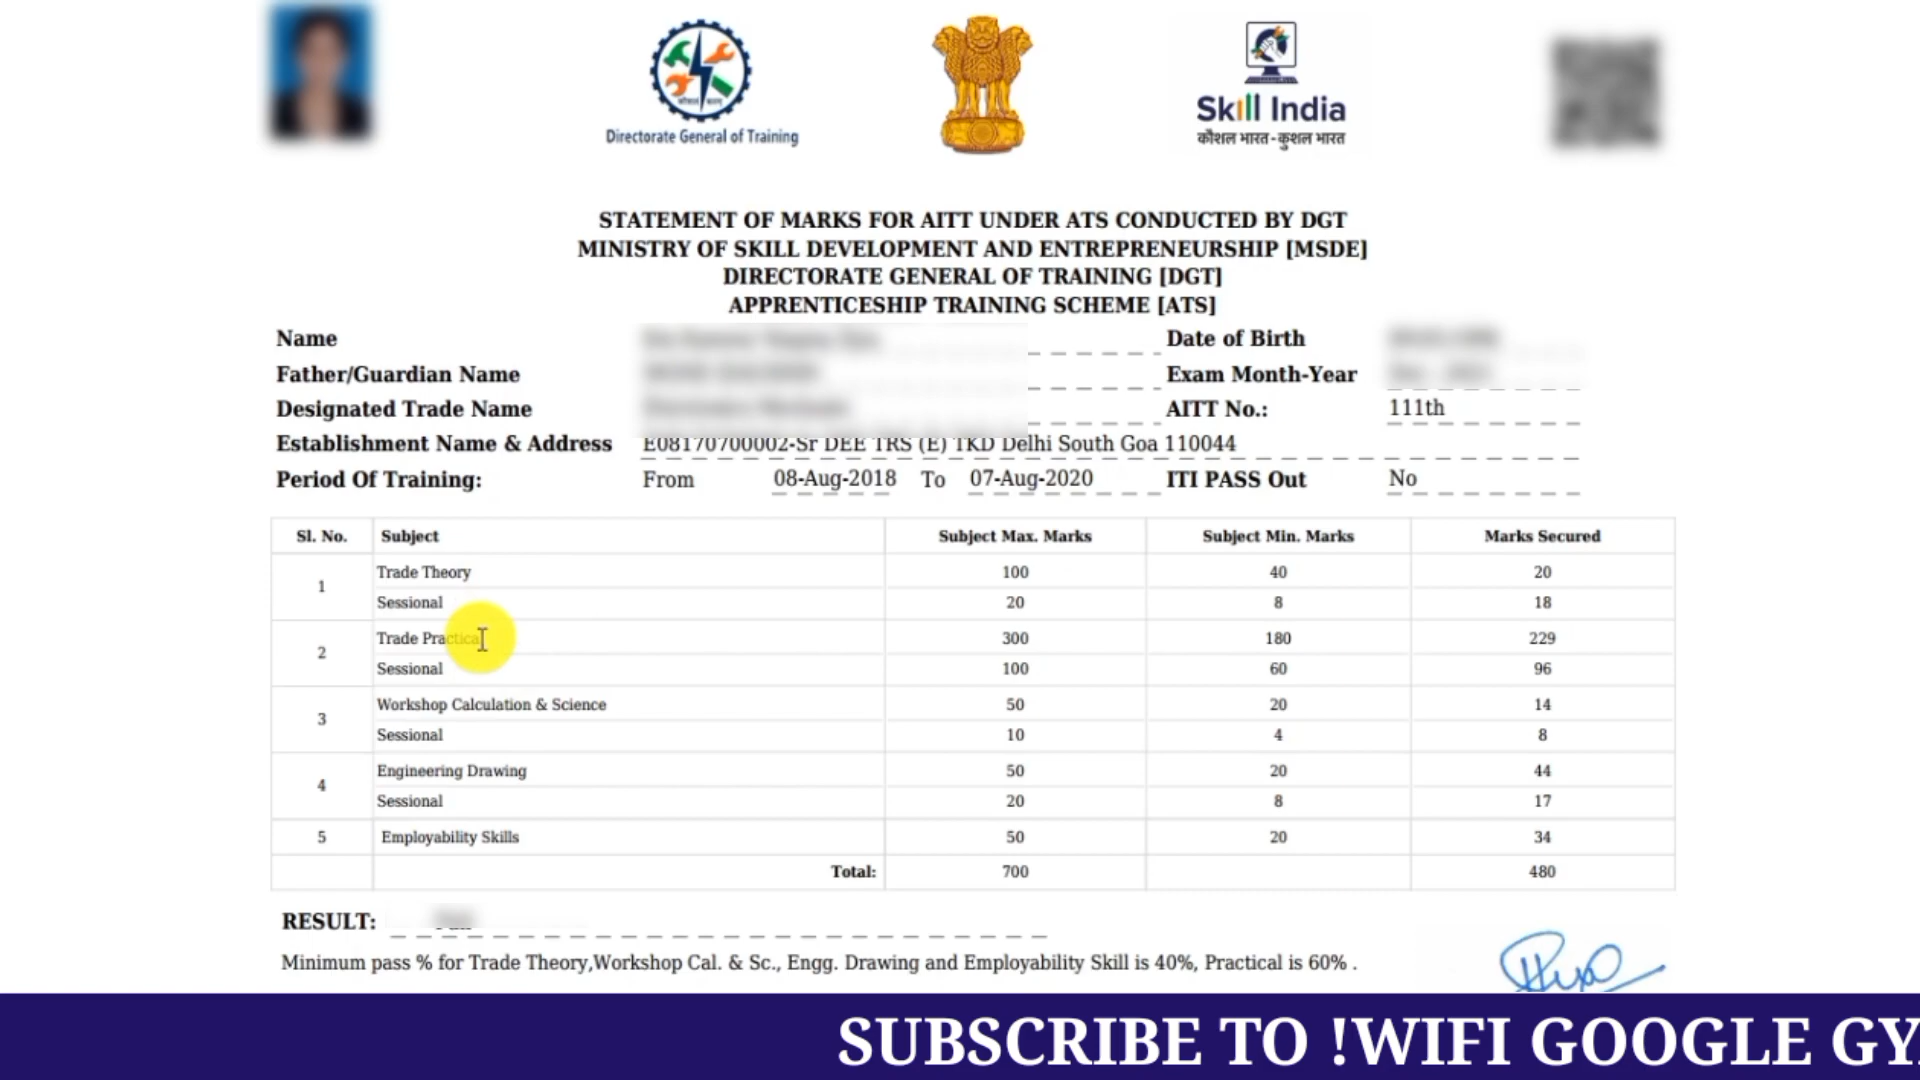 Directorate General of Training
Skill India
कौशल भारत-कुशल भारत
STATEMENT OF MARKS FOR AITT UNDER ATS CONDUCTED BY DGT
MINISTRY OF SKILL DEVELOPMENT AND ENTREPRENEURSHIP [MSDE]
DIRECTORATE GENERAL OF TRAINING [DGT]
APPRENTICESHIP TRAINING SCHEME [ATS]
Name Date of Birth
Father/Guardian Name Exam Month-Year
Designated Trade Name AITT No.: 111th
Establishment Name & Address E08170700002-Sr DEE TRS (E) TKD Delhi South Goa 110044
Period Of Training: From 08-Aug-2018 To 07-Aug-2020 ITI PASS Out No
Sl. No. Subject Subject Max. Marks Subject Min. Marks Marks Secured
1 Trade Theory 100 40 20
Sessional 20 8 18
2 Trade Practical 300 180 229
Sessional 100 60 96
3 Workshop Calculation & Science 50 20 14
Sessional 10 4 8
4 Engineering Drawing 50 20 44
Sessional 20 8 17
5 Employability Skills 50 20 34
Total: 700 480
RESULT:
Minimum pass % for Trade Theory,Workshop Cal. & Sc., Engg. Drawing and Employability Skill is 40%, Practical is 60% .
SUBSCRIBE TO !WIFI GOOGLE GY